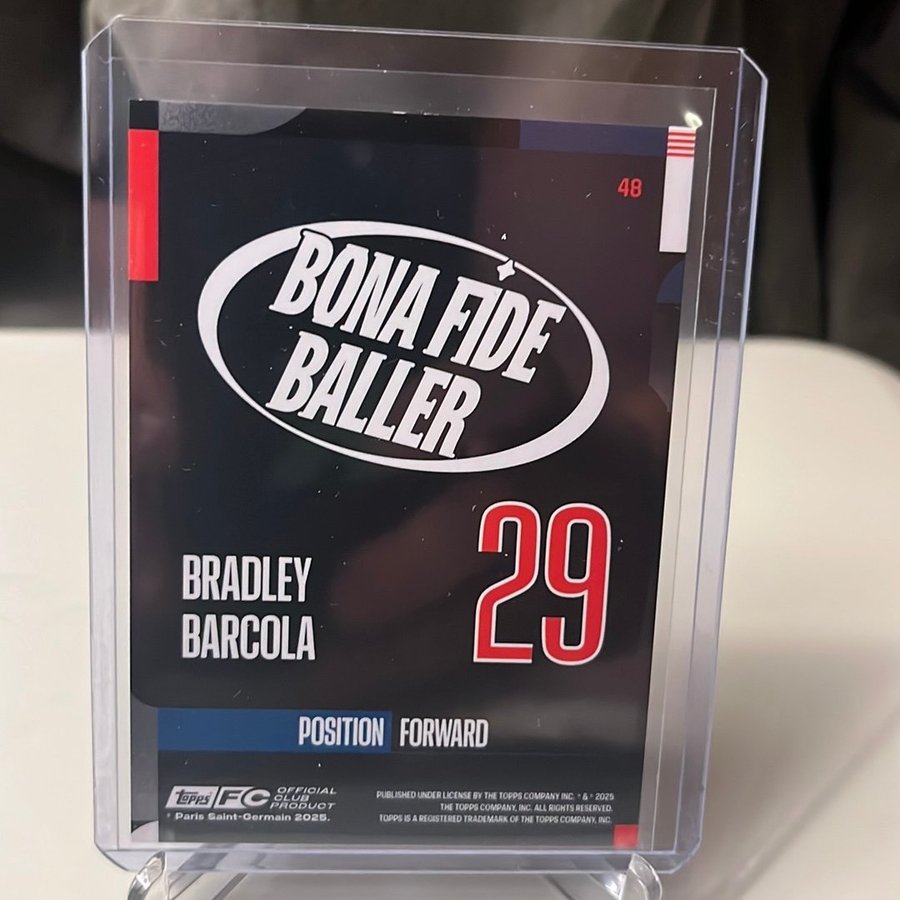 48
BONA FIDE
BALLER
29
BRADLEY
BARCOLA
POSITION FORWARD
topps FC OFFICIAL
CLUB
PRODUCT
© Paris Saint-Germain 2025.
PUBLISHED UNDER LICENSE BY THE TOPPS COMPANY INC. ® & © 2025
THE TOPPS COMPANY, INC. ALL RIGHTS RESERVED.
TOPPS IS A REGISTERED TRADEMARK OF THE TOPPS COMPANY, INC.